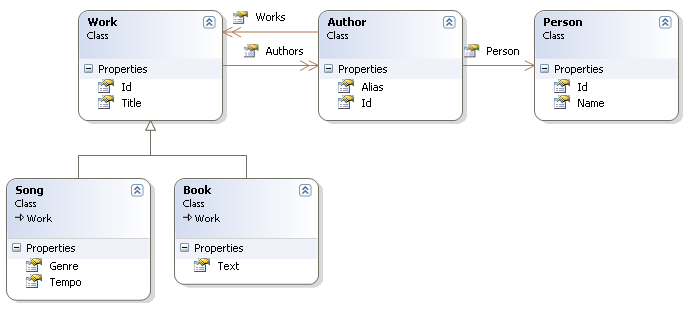 Work
Class
Properties
Id
Title
Works
Authors
Author
Class
Properties
Alias
Id
Person
Person
Class
Properties
Id
Name
Song
Class
Work
Properties
Genre
Tempo
Book
Class
Work
Properties
Text